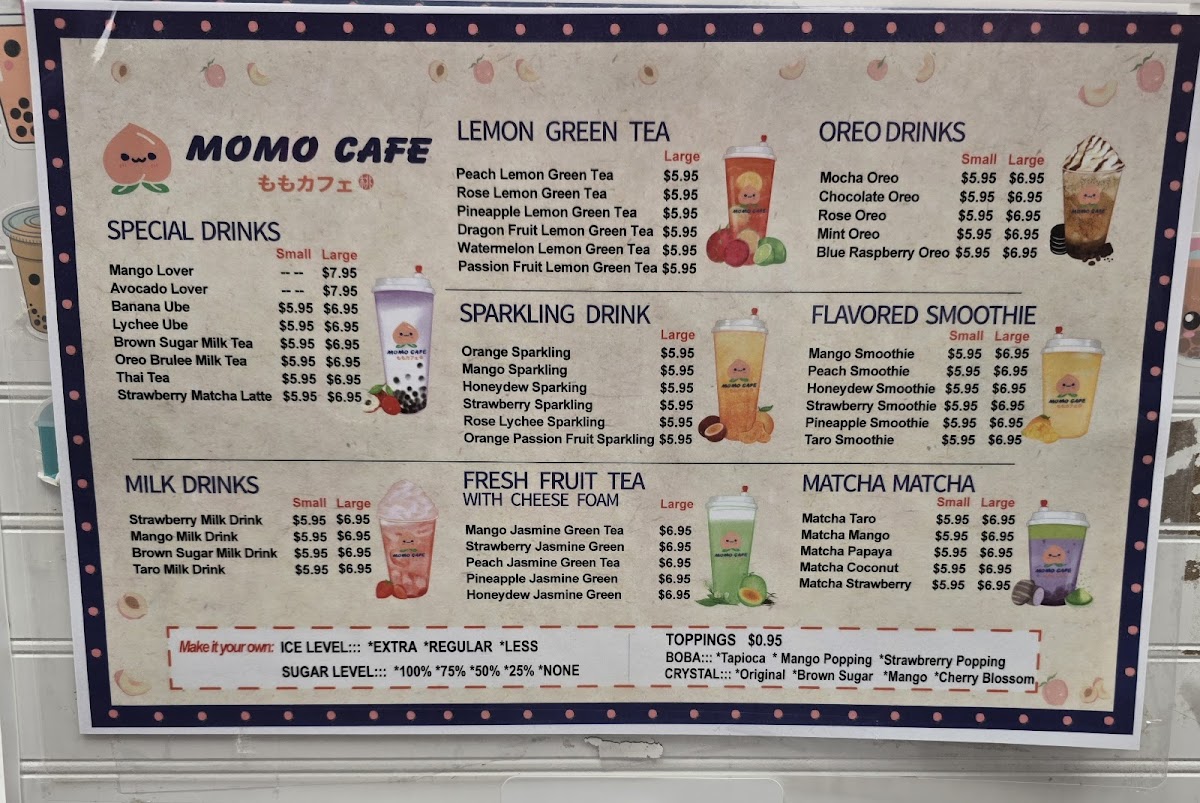 MOMO CAFE
ももカフェ
SPECIAL DRINKS
Small Large
Mango Lover -- -- $7.95
Avocado Lover -- -- $7.95
Banana Ube $5.95 $6.95
Lychee Ube $5.95 $6.95
Brown Sugar Milk Tea $5.95 $6.95
Oreo Brulee Milk Tea $5.95 $6.95
Thai Tea $5.95 $6.95
Strawberry Matcha Latte $5.95 $6.95
MOMO CAFE
MILK DRINKS
Small Large
Strawberry Milk Drink $5.95 $6.95
Mango Milk Drink $5.95 $6.95
Brown Sugar Milk Drink $5.95 $6.95
Taro Milk Drink $5.95 $6.95
MOMO CAFE
LEMON GREEN TEA
Large
Peach Lemon Green Tea $5.95
Rose Lemon Green Tea $5.95
Pineapple Lemon Green Tea $5.95
Dragon Fruit Lemon Green Tea $5.95
Watermelon Lemon Green Tea $5.95
Passion Fruit Lemon Green Tea $5.95
MOMO CAFE
SPARKLING DRINK
Large
Orange Sparkling $5.95
Mango Sparkling $5.95
Honeydew Sparking $5.95
Strawberry Sparkling $5.95
Rose Lychee Sparkling $5.95
Orange Passion Fruit Sparkling $5.95
MOMO CAFE
FRESH FRUIT TEA
WITH CHEESE FOAM
Large
Mango Jasmine Green Tea $6.95
Strawberry Jasmine Green $6.95
Peach Jasmine Green Tea $6.95
Pineapple Jasmine Green $6.95
Honeydew Jasmine Green $6.95
MOMO CAFE
OREO DRINKS
Small Large
Mocha Oreo $5.95 $6.95
Chocolate Oreo $5.95 $6.95
Rose Oreo $5.95 $6.95
Mint Oreo $5.95 $6.95
Blue Raspberry Oreo $5.95 $6.95
MOMO CAFE
FLAVORED SMOOTHIE
Small Large
Mango Smoothie $5.95 $6.95
Peach Smoothie $5.95 $6.95
Honeydew Smoothie $5.95 $6.95
Strawberry Smoothie $5.95 $6.95
Pineapple Smoothie $5.95 $6.95
Taro Smoothie $5.95 $6.95
MOMO CAFE
MATCHA MATCHA
Small Large
Matcha Taro $5.95 $6.95
Matcha Mango $5.95 $6.95
Matcha Papaya $5.95 $6.95
Matcha Coconut $5.95 $6.95
Matcha Strawberry $5.95 $6.95
MOMO CAFE
Make it your own: ICE LEVEL::: *EXTRA *REGULAR *LESS
SUGAR LEVEL::: *100% *75% *50% *25% *NONE
TOPPINGS $0.95
BOBA::: *Tapioca * Mango Popping *Strawbrerry Popping
CRYSTAL::: *Original *Brown Sugar *Mango *Cherry Blossom